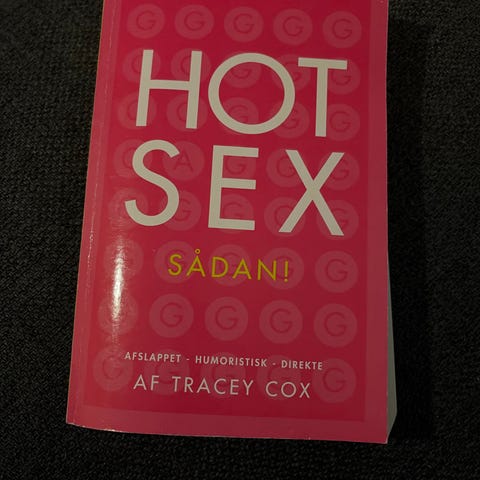 HOT
SEX
SÅDAN!
AFSLAPPET - HUMORISTISK - DIREKTE
AF TRACEY COX